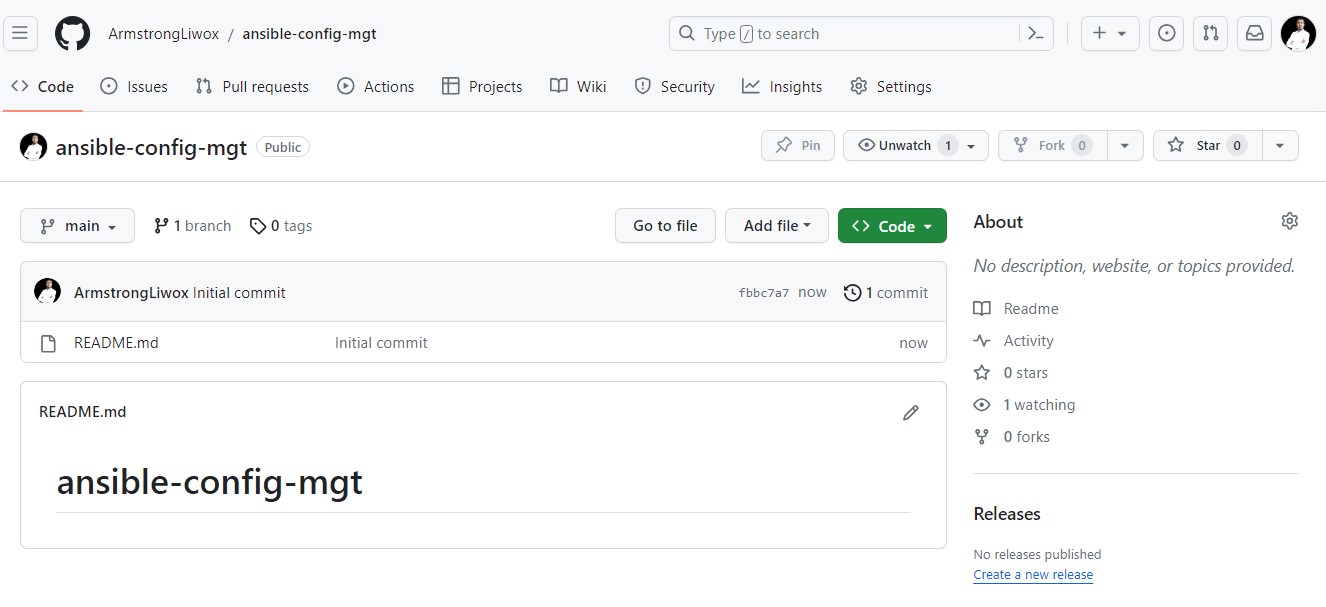 ArmstrongLiwox / ansible-config-mgt
Type / to search
Code Issues Pull requests Actions Projects Wiki Security Insights Settings
ansible-config-mgt Public
Pin Unwatch 1 Fork 0 Star 0
main 1 branch 0 tags
Go to file Add file Code
ArmstrongLiwox Initial commit fbbc7a7 now 1 commit
README.md Initial commit now
README.md
ansible-config-mgt
About
No description, website, or topics provided.
Readme
Activity
0 stars
1 watching
0 forks
Releases
No releases published
Create a new release